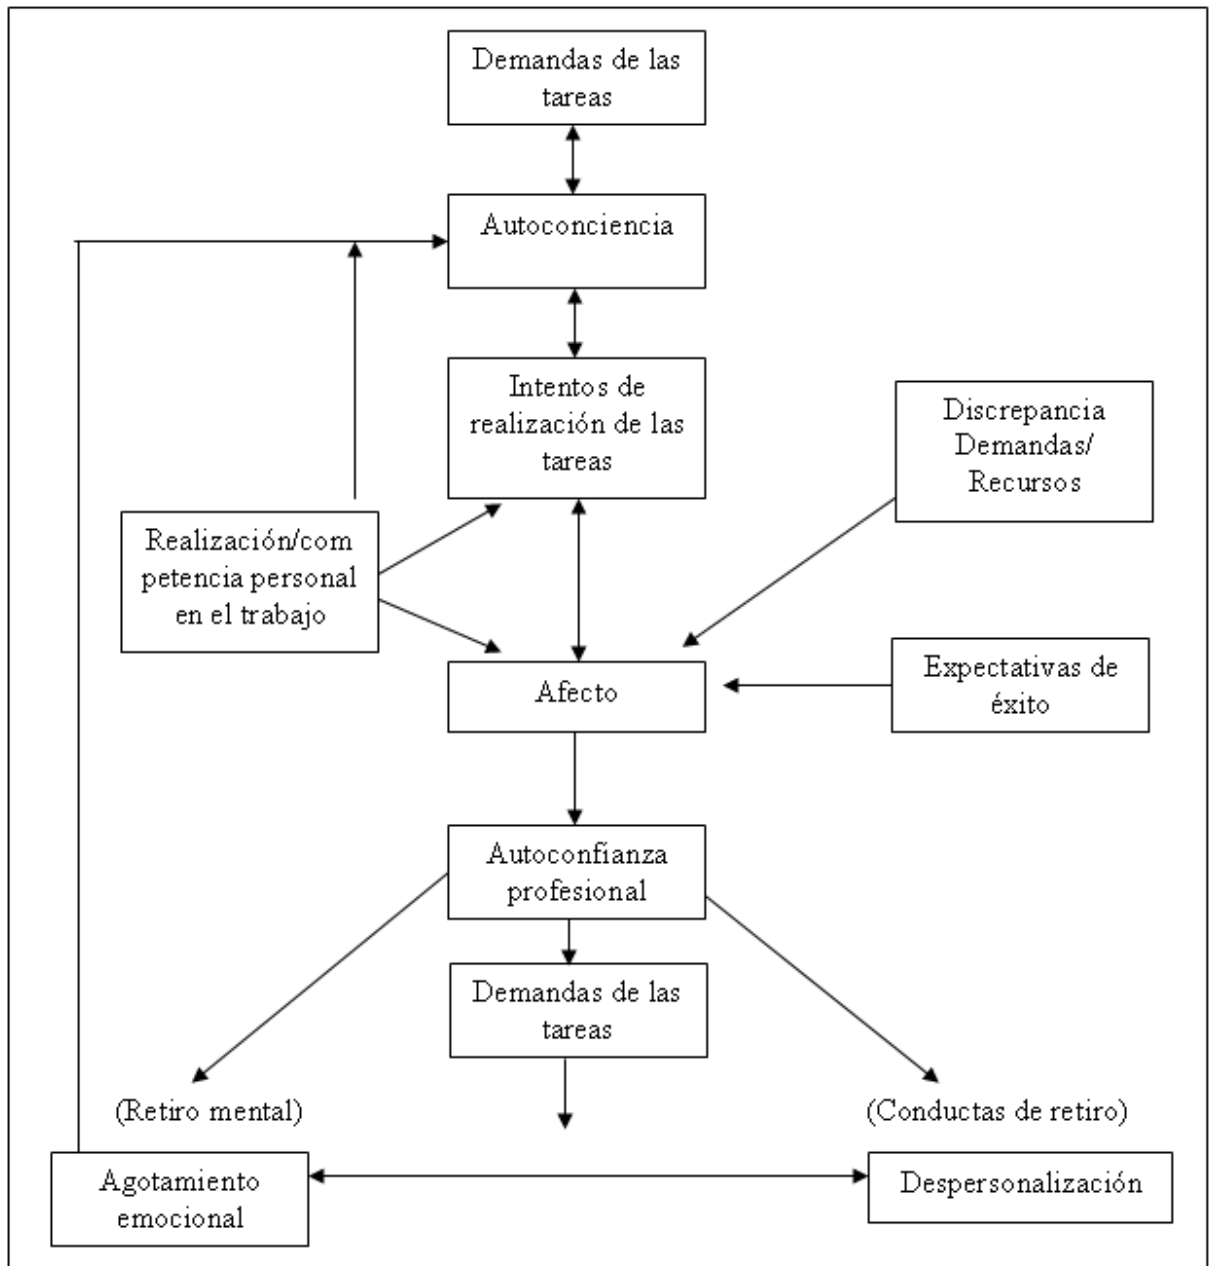 Demandas de las
tareas
Autoconciencia
Intentos de
realización de las
tareas
Discrepancia
Demandas/
Recursos
Realización/com
petencia personal
en el trabajo
Afecto
Expectativas de
éxito
Autoconfianza
profesional
Demandas de las
tareas
(Retiro mental)
(Conductas de retiro)
Agotamiento
emocional
Despersonalización